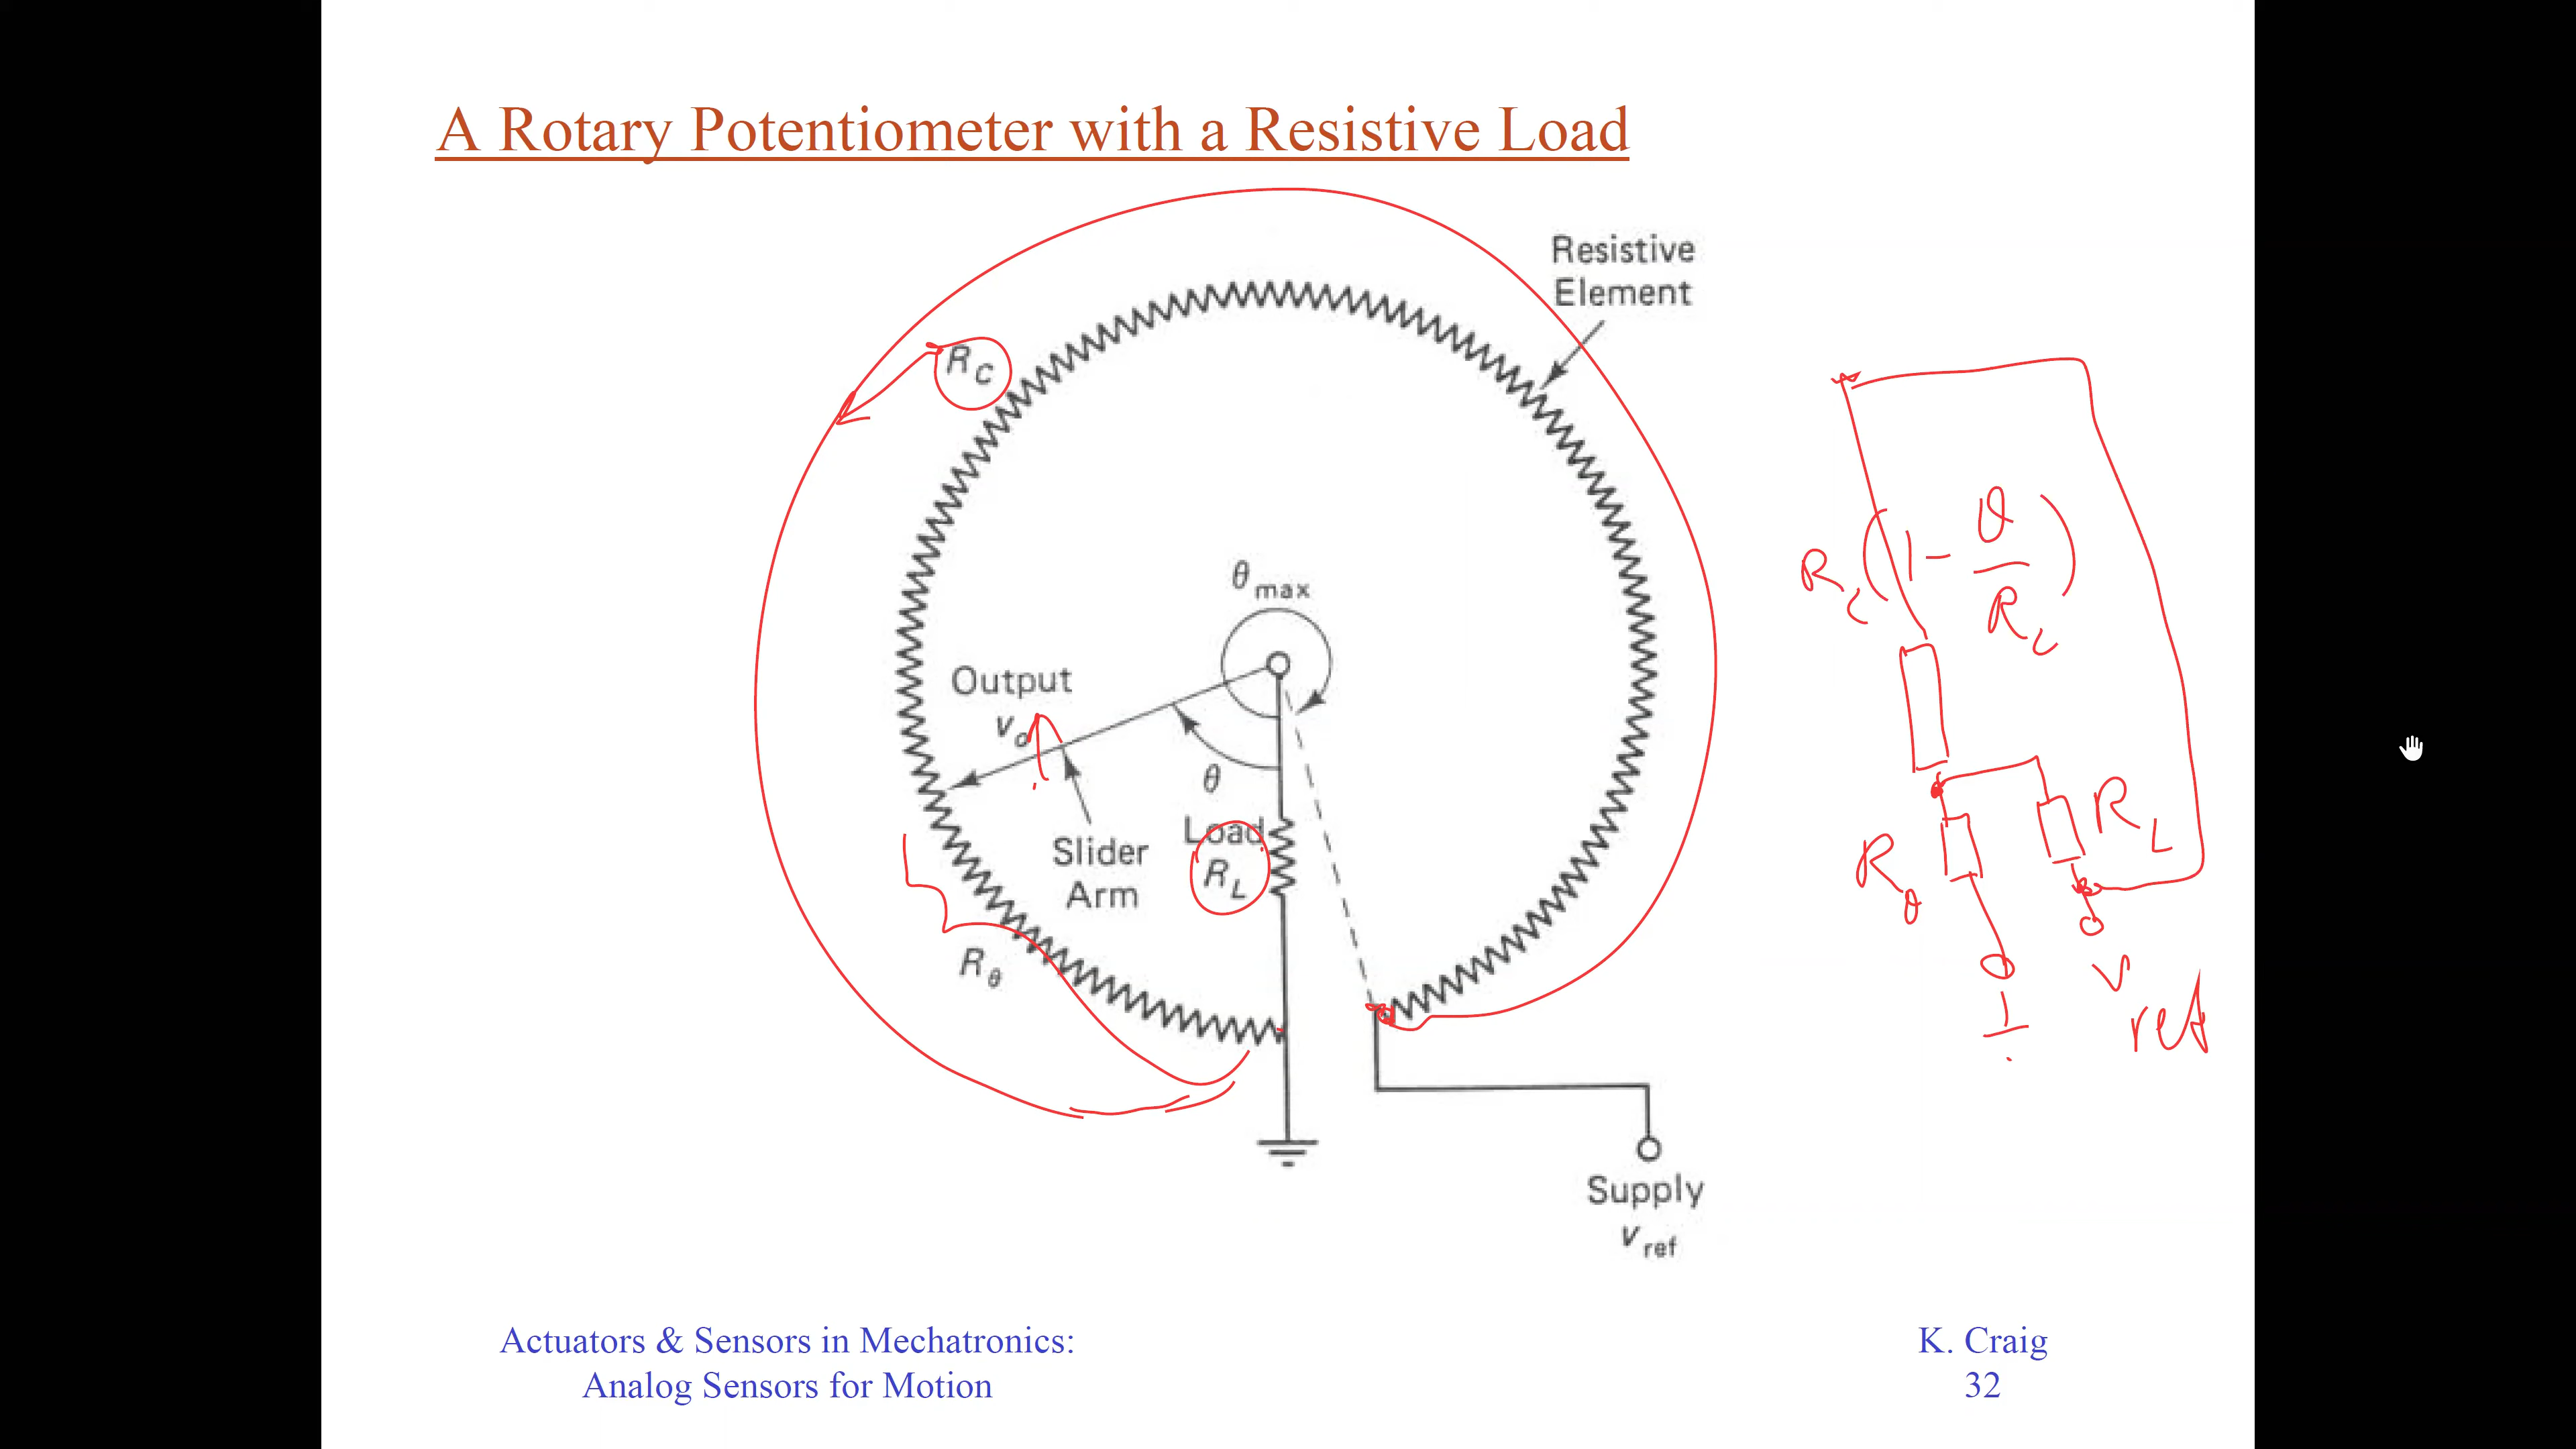 A Rotary Potentiometer with a Resistive Load
Resistive
Element
R_C
θ_max
Output
v_o
θ
Load
R_L
Slider
Arm
R_θ
Supply
v_ref
R_c (1 - θ/R_c)
R_θ
R_L
v
ref
Actuators & Sensors in Mechatronics:
Analog Sensors for Motion
K. Craig
32